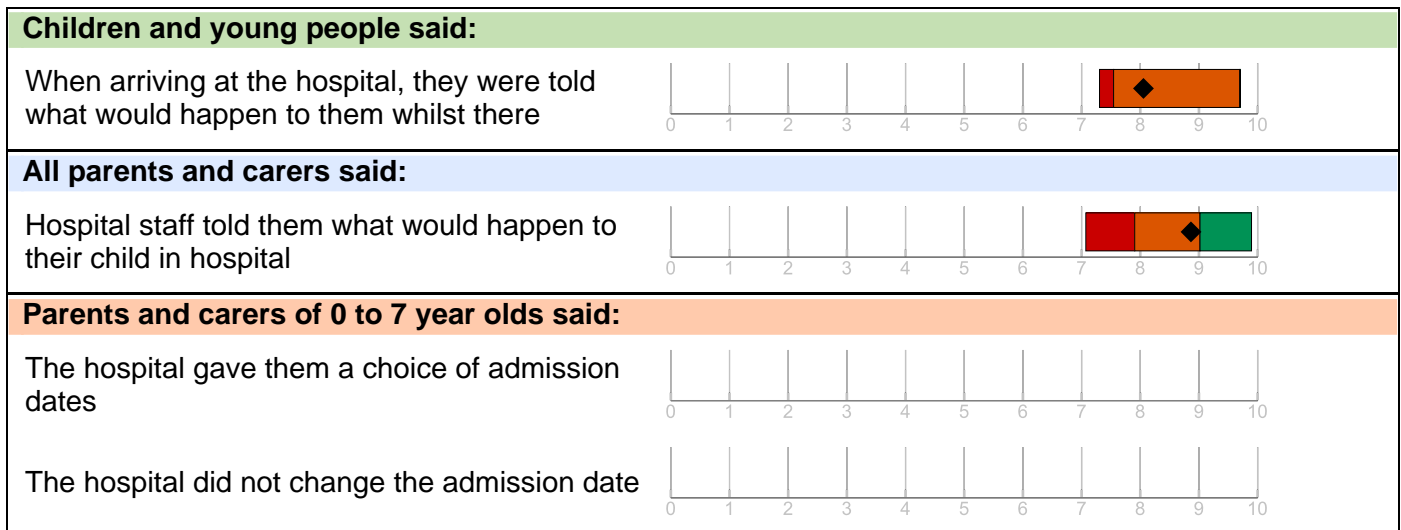 Children and young people said:
When arriving at the hospital, they were told
what would happen to them whilst there
0 1 2 3 4 5 6 7 8 9 10
All parents and carers said:
Hospital staff told them what would happen to
their child in hospital
0 1 2 3 4 5 6 7 8 9 10
Parents and carers of 0 to 7 year olds said:
The hospital gave them a choice of admission
dates
0 1 2 3 4 5 6 7 8 9 10
The hospital did not change the admission date
0 1 2 3 4 5 6 7 8 9 10